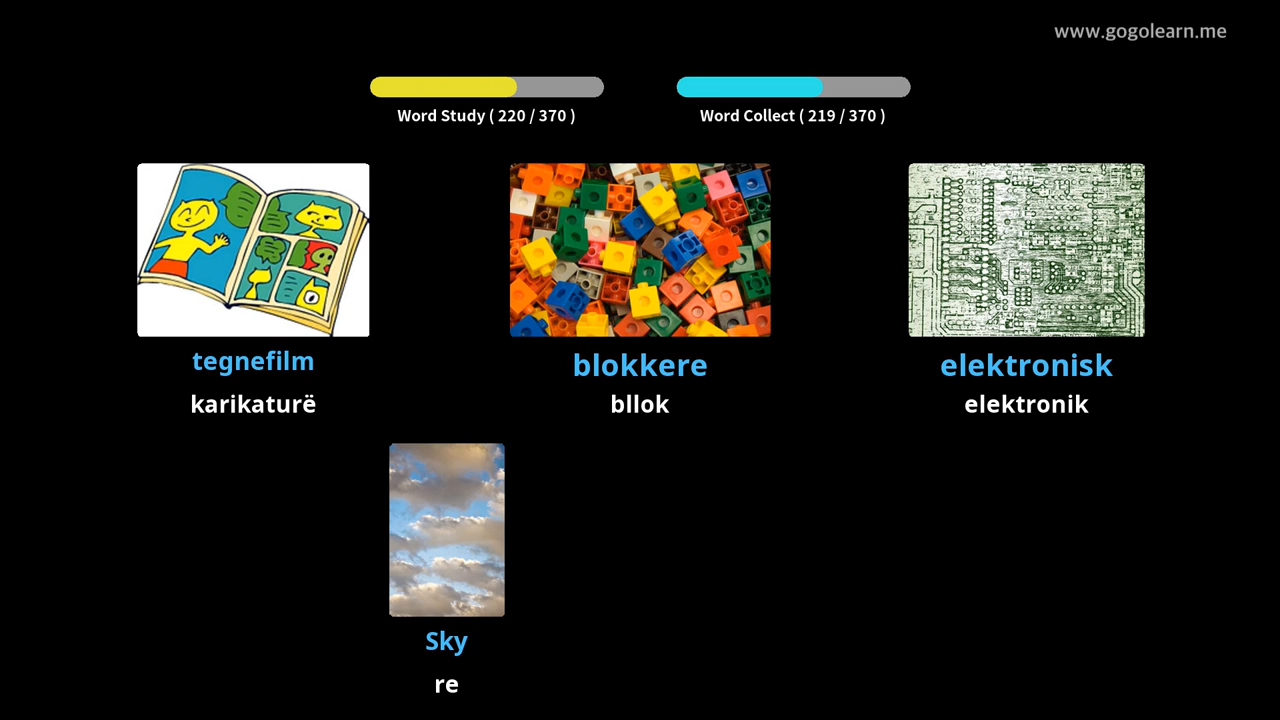 www.gogolearn.me
Word Study ( 220 / 370 )
Word Collect ( 219 / 370 )
tegnefilm
karikaturë
blokkere
bllok
elektronisk
elektronik
Sky
re